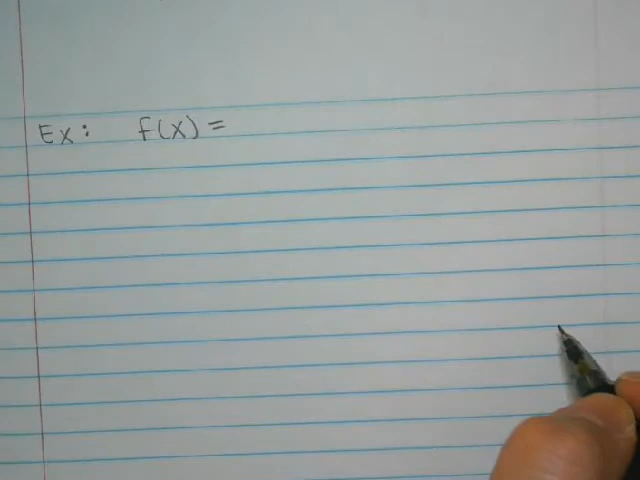 Ex: f(x) =